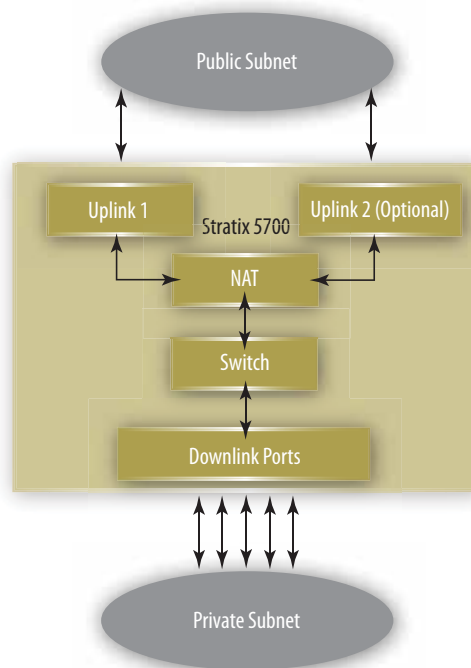 Public Subnet
Uplink 1
Uplink 2 (Optional)
Stratix 5700
NAT
Switch
Downlink Ports
Private Subnet